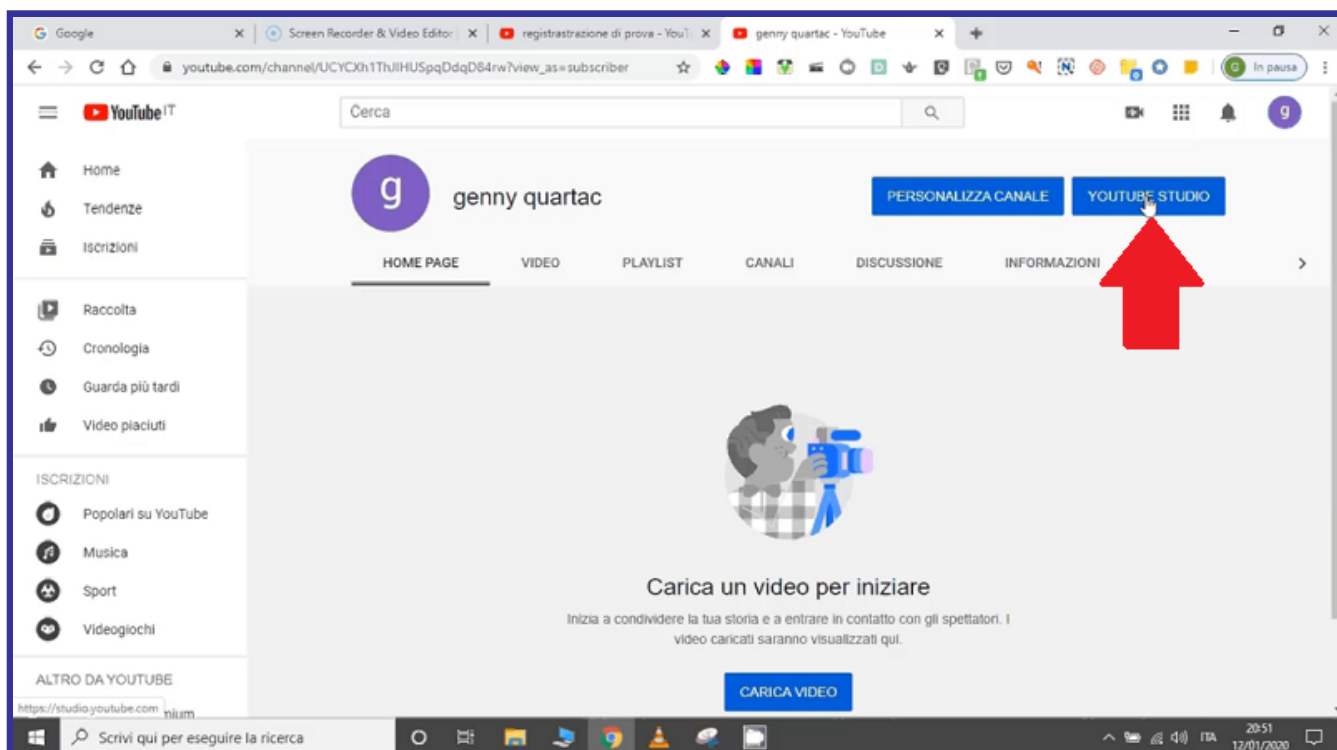 Google
Screen Recorder & Video Editor
registrastrazione di prova - YouT
genny quartac - YouTube
youtube.com/channel/UCYCXh1ThJIHUSpqDdqD84rw?view_as=subscriber
In pausa
YouTube IT
Cerca
g
Home
Tendenze
Iscrizioni
Raccolta
Cronologia
Guarda più tardi
Video piaciuti
ISCRIZIONI
Popolari su YouTube
Musica
Sport
Videogiochi
ALTRO DA YOUTUBE
https://studio.youtube.com
g
genny quartac
PERSONALIZZA CANALE
YOUTUBE STUDIO
HOME PAGE
VIDEO
PLAYLIST
CANALI
DISCUSSIONE
INFORMAZIONI
Carica un video per iniziare
Inizia a condividere la tua storia e a entrare in contatto con gli spettatori. I
video caricati saranno visualizzati qui.
CARICA VIDEO
Scrivi qui per eseguire la ricerca
ITA
20:51
12/01/2020